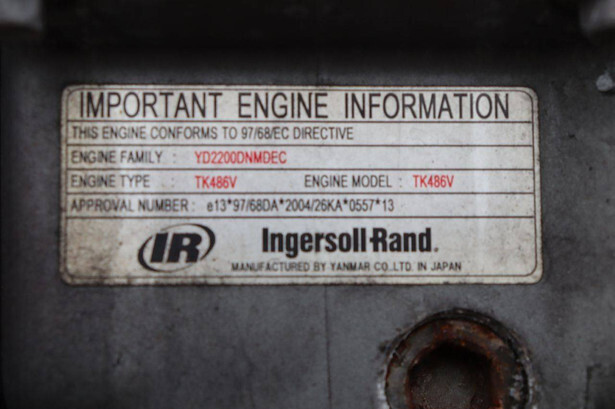 IMPORTANT ENGINE INFORMATION
THIS ENGINE CONFORMS TO 97/68/EC DIRECTIVE
ENGINE FAMILY : YD2200DNMDEC
ENGINE TYPE : TK486V ENGINE MODEL : TK486V
APPROVAL NUMBER : e13*97/68DA*2004/26KA*0557*13
IR Ingersoll-Rand.
MANUFACTURED BY YANMAR CO.,LTD. IN JAPAN